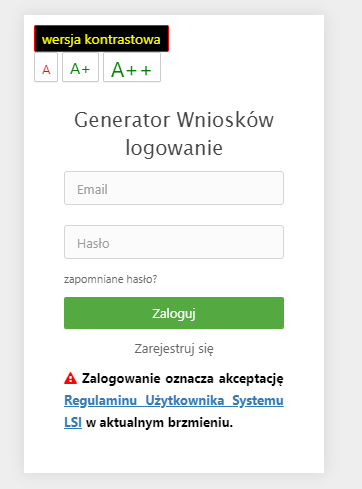 wersja kontrastowa
A A+ A++
Generator Wniosków
logowanie
Email
Hasło
zapomniane hasło?
Zaloguj
Zarejestruj się
Zalogowanie oznacza akceptację
Regulaminu Użytkownika Systemu
LSI w aktualnym brzmieniu.